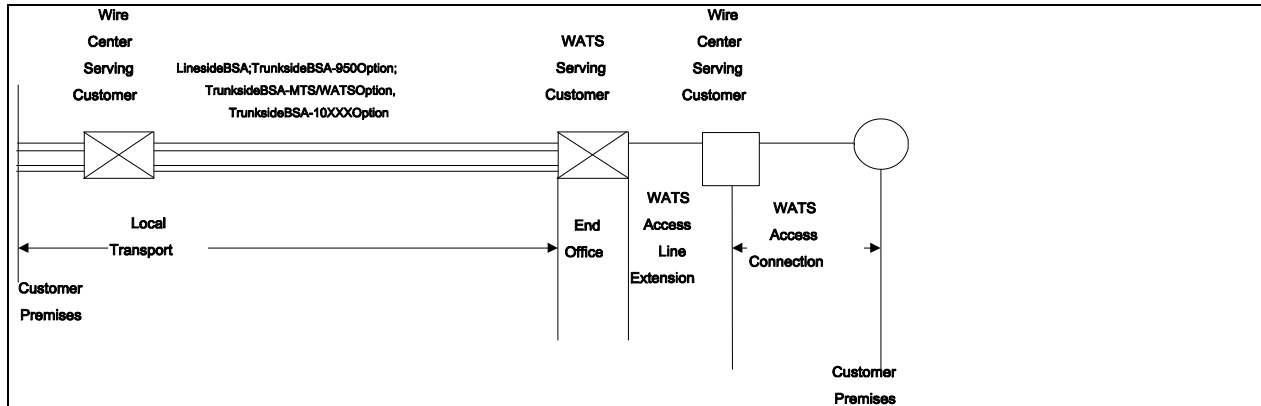 Wire
Center
Serving
Customer
LinesideBSA;TrunksideBSA-950Option;
TrunksideBSA-MTS/WATSOption,
TrunksideBSA-10XXXOption
WATS
Serving
Customer
Wire
Center
Serving
Customer
Local
Transport
End
Office
WATS
Access
Line
Extension
WATS
Access
Connection
Customer
Premises
Customer
Premises